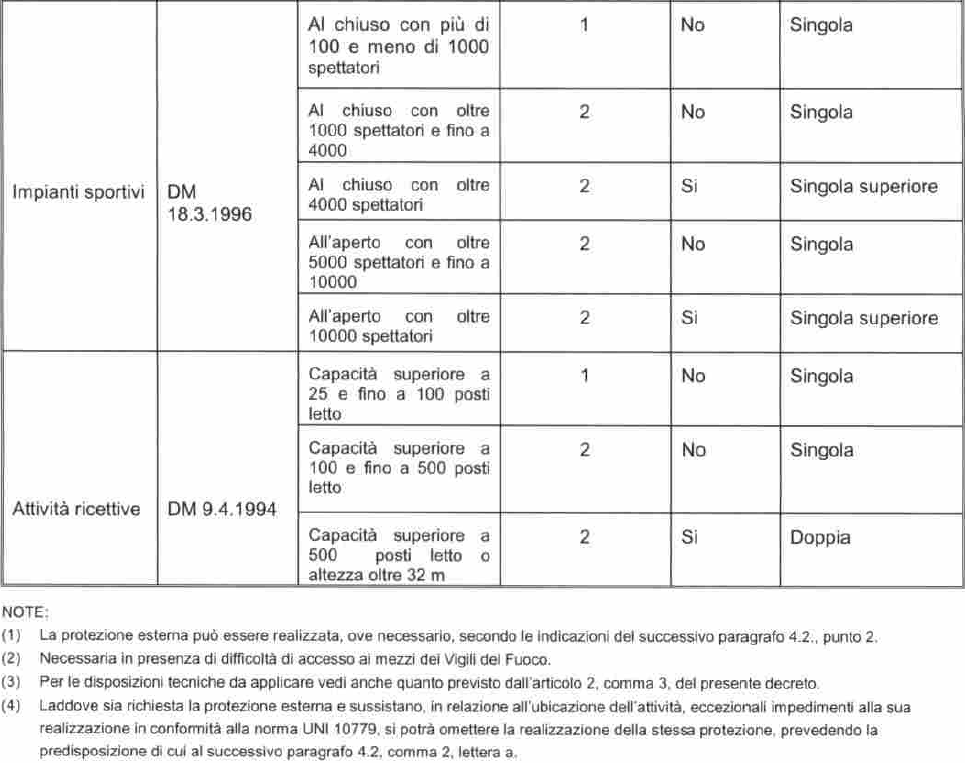 Al chiuso con più di
100 e meno di 1000
spettatori
1
No
Singola
Al chiuso con oltre
1000 spettatori e fino a
4000
2
No
Singola
Impianti sportivi
DM
18.3.1996
Al chiuso con oltre
4000 spettatori
2
Si
Singola superiore
All'aperto con oltre
5000 spettatori e fino a
10000
2
No
Singola
All'aperto con oltre
10000 spettatori
2
Si
Singola superiore
Capacità superiore a
25 e fino a 100 posti
letto
1
No
Singola
Capacità superiore a
100 e fino a 500 posti
letto
2
No
Singola
Attività ricettive
DM 9.4.1994
Capacità superiore a
500 posti letto o
altezza oltre 32 m
2
Si
Doppia
NOTE:
(1) La protezione esterna può essere realizzata, ove necessario, secondo le indicazioni del successivo paragrafo 4.2., punto 2.
(2) Necessaria in presenza di difficoltà di accesso ai mezzi dei Vigili del Fuoco.
(3) Per le disposizioni tecniche da applicare vedi anche quanto previsto dall'articolo 2, comma 3, del presente decreto.
(4) Laddove sia richiesta la protezione esterna e sussistano, in relazione all'ubicazione dell'attività, eccezionali impedimenti alla sua
realizzazione in conformità alla norma UNI 10779, si potrà omettere la realizzazione della stessa protezione, prevedendo la
predisposizione di cui al successivo paragrafo 4.2, comma 2, lettera a.